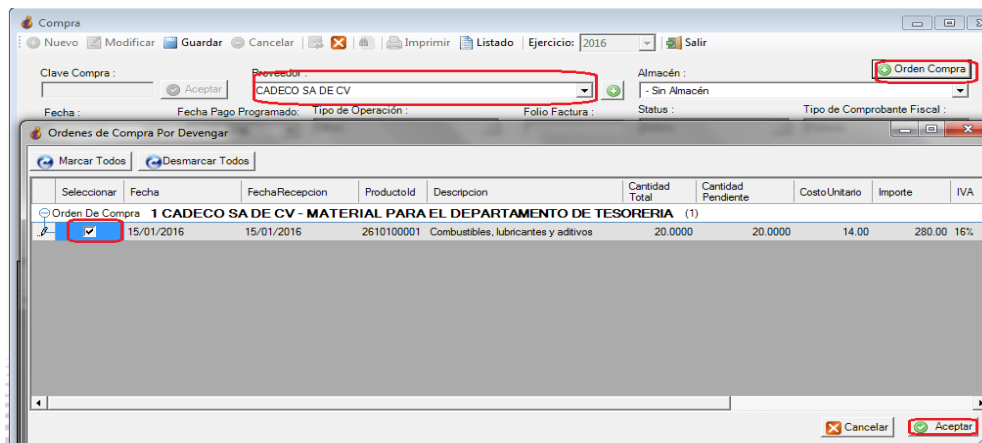 Compra
Nuevo Modificar Guardar Cancelar Imprimir Listado Ejercicio: 2016 Salir
Clave Compra : Proveedor : Almacén : Orden Compra
Aceptar CADECO SA DE CV - Sin Almacén
Fecha : Fecha Pago Programado: Tipo de Operación : Folio Factura : Status : Tipo de Comprobante Fiscal :
Ordenes de Compra Por Devengar
Marcar Todos Desmarcar Todos
Seleccionar Fecha FechaRecepcion ProductoId Descripcion Cantidad Total Cantidad Pendiente CostoUnitario Importe IVA
Orden De Compra 1 CADECO SA DE CV - MATERIAL PARA EL DEPARTAMENTO DE TESORERIA (1)
15/01/2016 15/01/2016 2610100001 Combustibles, lubricantes y aditivos 20.0000 20.0000 14.00 280.00 16%
Cancelar Aceptar